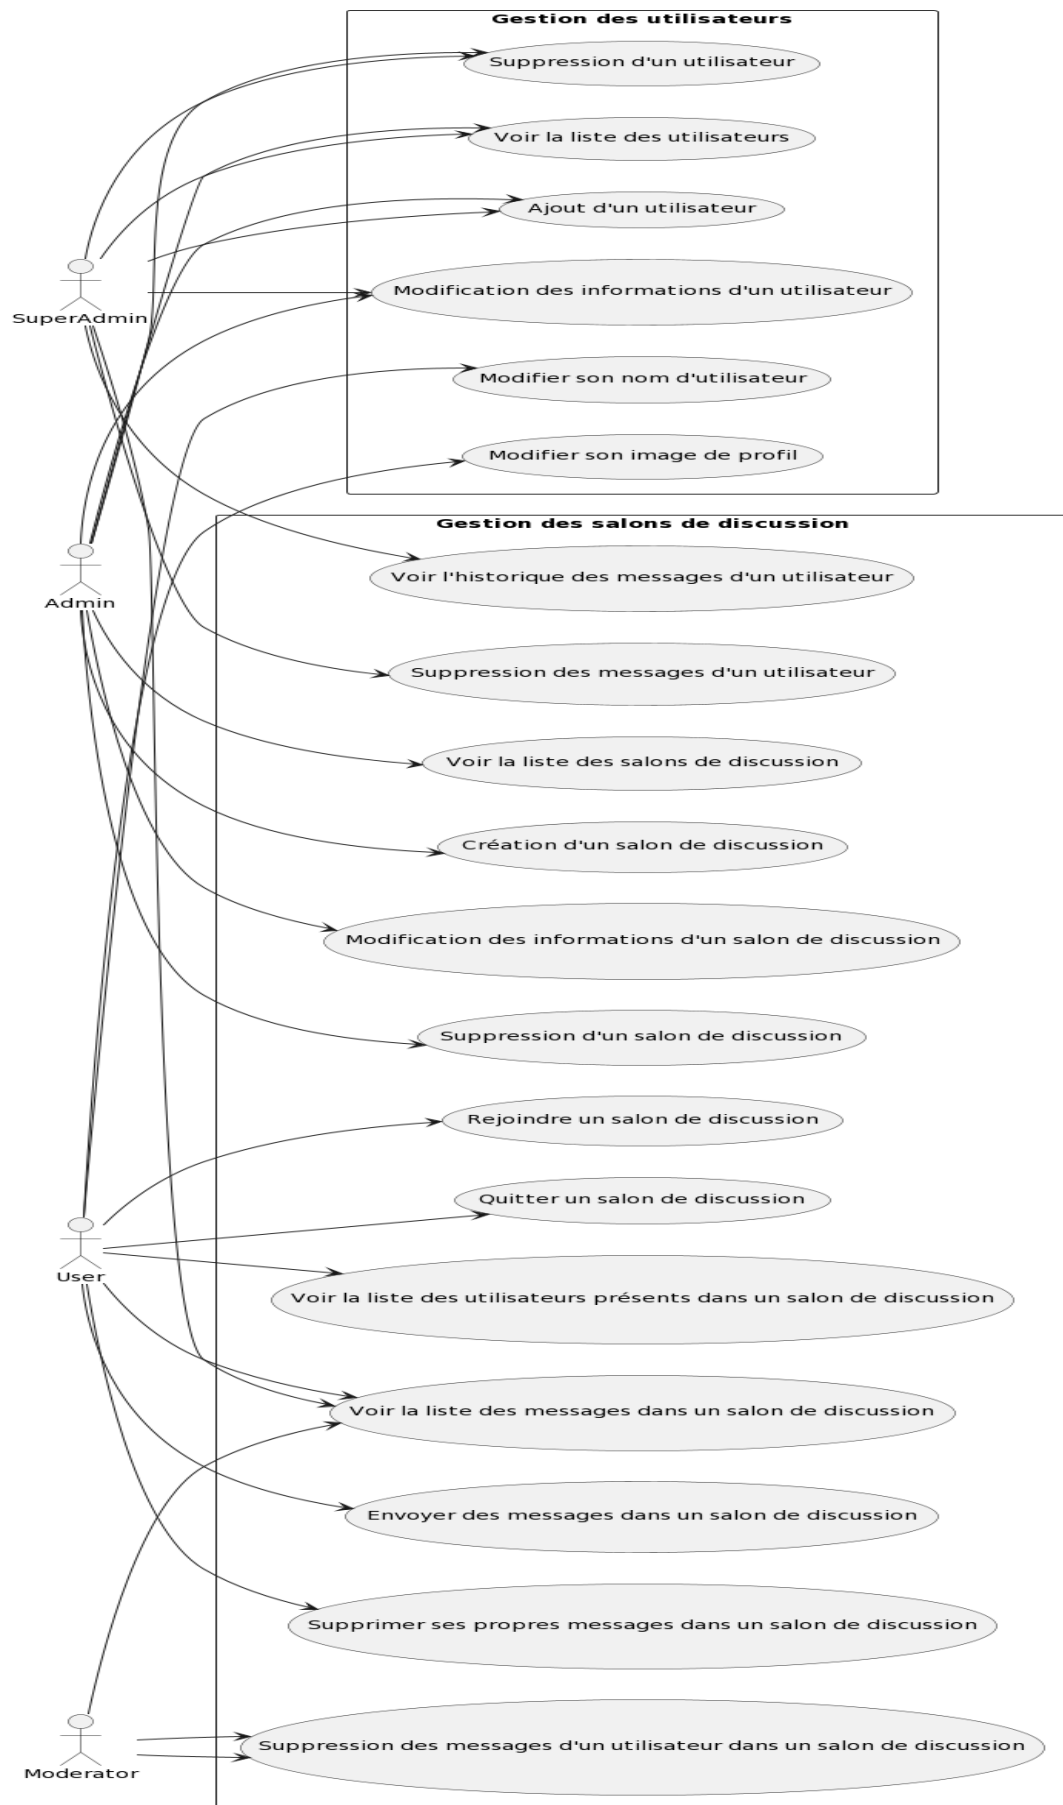 Gestion des utilisateurs
Suppression d'un utilisateur
Voir la liste des utilisateurs
Ajout d'un utilisateur
Modification des informations d'un utilisateur
SuperAdmin
Modifier son nom d'utilisateur
Modifier son image de profil
Gestion des salons de discussion
Voir l'historique des messages d'un utilisateur
Admin
Suppression des messages d'un utilisateur
Voir la liste des salons de discussion
Création d'un salon de discussion
Modification des informations d'un salon de discussion
Suppression d'un salon de discussion
Rejoindre un salon de discussion
Quitter un salon de discussion
User
Voir la liste des utilisateurs présents dans un salon de discussion
Voir la liste des messages dans un salon de discussion
Envoyer des messages dans un salon de discussion
Supprimer ses propres messages dans un salon de discussion
Suppression des messages d'un utilisateur dans un salon de discussion
Moderator